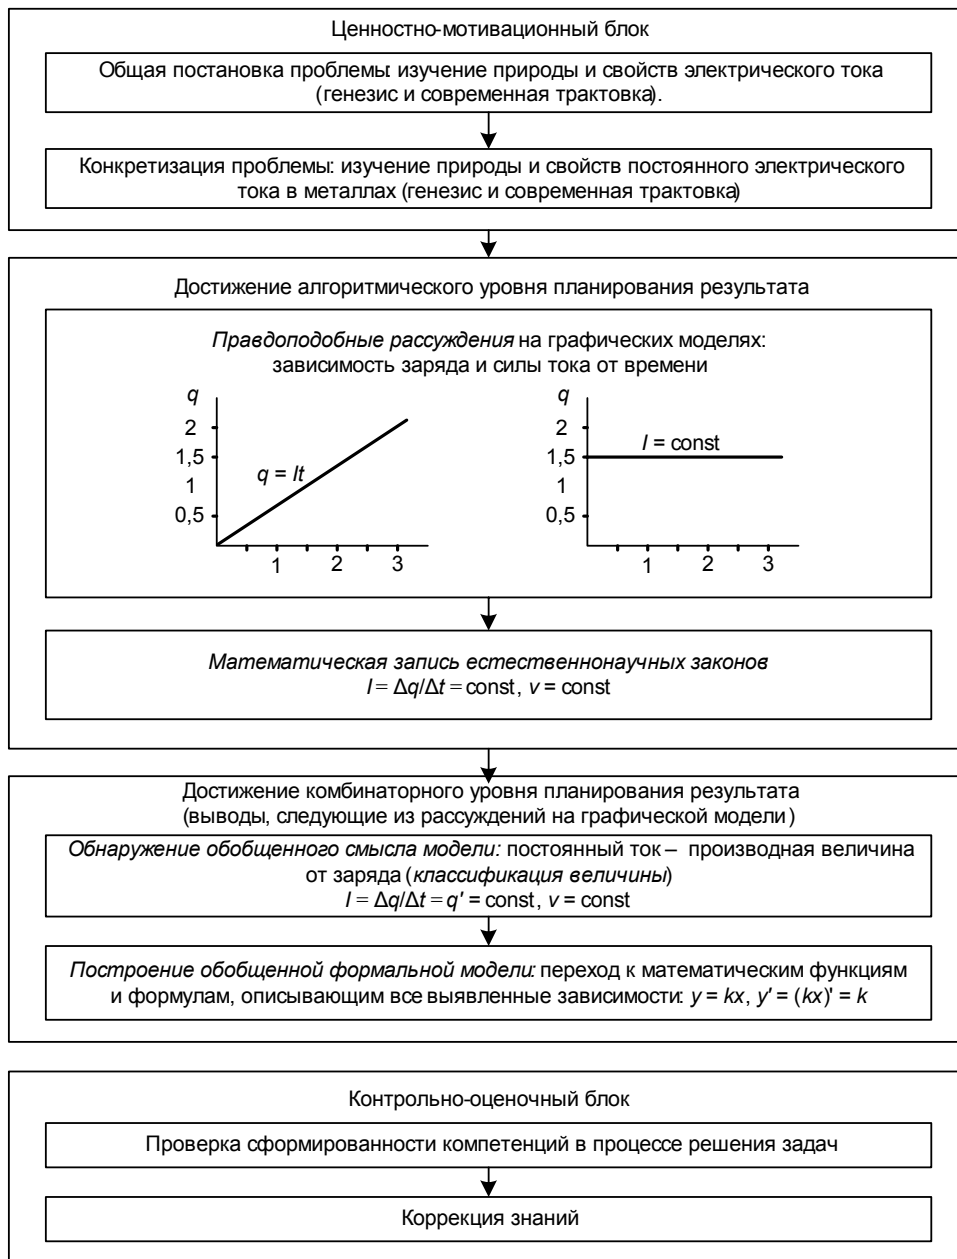 Ценностно-мотивационный блок
Общая постановка проблемы: изучение природы и свойств электрического тока
(генезис и современная трактовка).
Конкретизация проблемы: изучение природы и свойств постоянного электрического
тока в металлах (генезис и современная трактовка)
Достижение алгоритмического уровня планирования результата
Правдоподобные рассуждения на графических моделях:
зависимость заряда и силы тока от времени
q
2
1,5
1
0,5
q = It
1 2 3
q
2
1,5
1
0,5
I = const
1 2 3
Математическая запись естественнонаучных законов
I = Δq/Δt = const, v = const
Достижение комбинаторного уровня планирования результата
(выводы, следующие из рассуждений на графической модели)
Обнаружение обобщенного смысла модели: постоянный ток – производная величина
от заряда (классификация величины)
I = Δq/Δt = q' = const, v = const
Построение обобщенной формальной модели: переход к математическим функциям
и формулам, описывающим все выявленные зависимости: y = kx, y' = (kx)' = k
Контрольно-оценочный блок
Проверка сформированности компетенций в процессе решения задач
Коррекция знаний